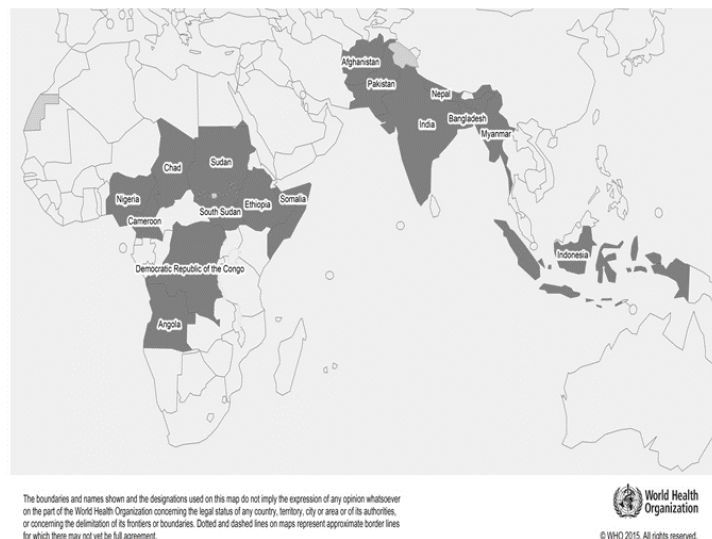 Afghanistan
Pakistan
Nepal
Bangladesh
India
Myanmar
Chad
Sudan
Nigeria
Ethiopia
Somalia
South Sudan
Cameroon
Indonesia
Democratic Republic of the Congo
Angola
The boundaries and names shown and the designations used on this map do not imply the expression of any opinion whatsoever
on the part of the World Health Organization concerning the legal status of any country, territory, city or area or of its authorities,
or concerning the delimitation of its frontiers or boundaries. Dotted and dashed lines on maps represent approximate border lines
for which there may not yet be full agreement.
World Health
Organization
© WHO 2015. All rights reserved.